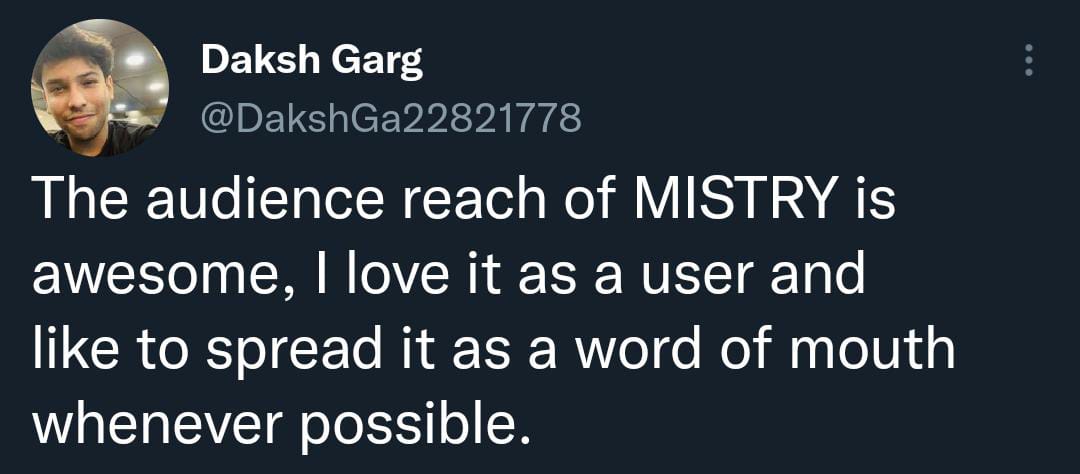 Daksh Garg
@DakshGa22821778
The audience reach of MISTRY is
awesome, I love it as a user and
like to spread it as a word of mouth
whenever possible.